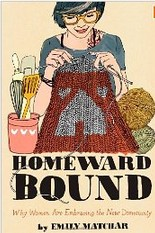 HOMEWARD
BOUND
Why Women Are Embracing the New Domesticity
by EMILY MATCHAR